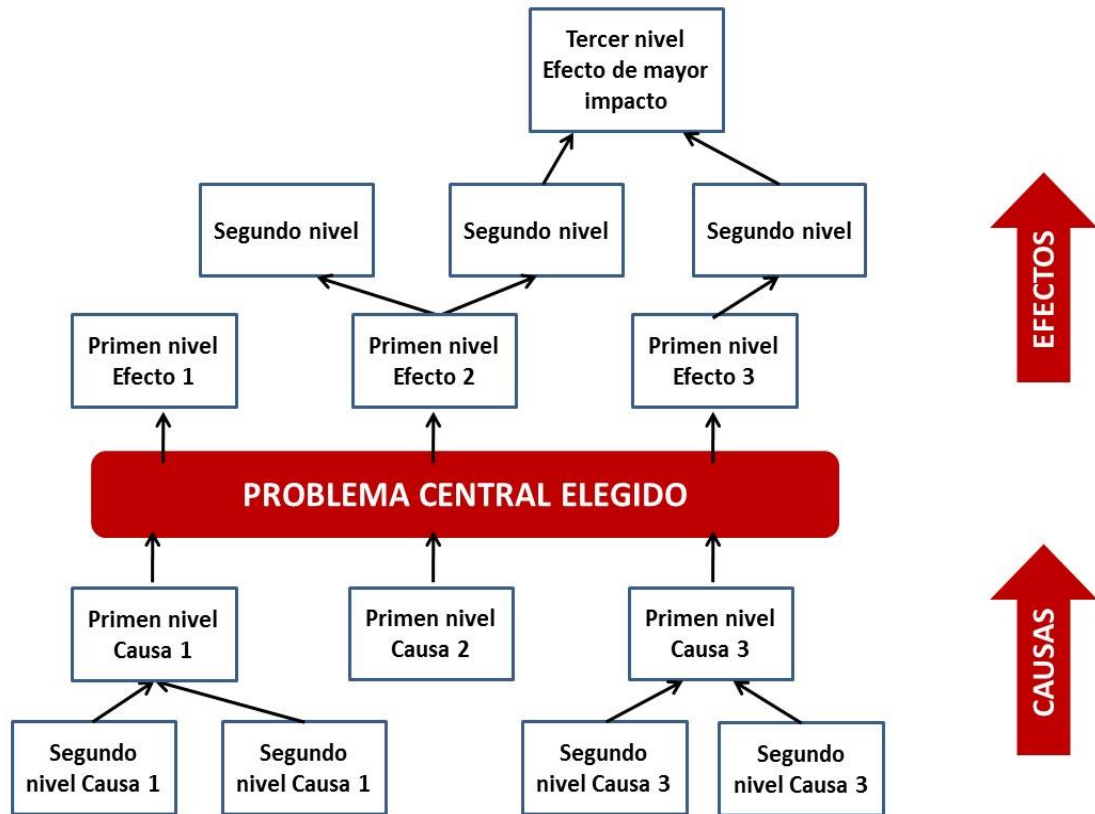 Tercer nivel
Efecto de mayor
impacto
Segundo nivel
Segundo nivel
Segundo nivel
EFECTOS
Primen nivel
Efecto 1
Primen nivel
Efecto 2
Primen nivel
Efecto 3
PROBLEMA CENTRAL ELEGIDO
Primen nivel
Causa 1
Primen nivel
Causa 2
Primen nivel
Causa 3
CAUSAS
Segundo
nivel Causa 1
Segundo
nivel Causa 1
Segundo
nivel Causa 3
Segundo
nivel Causa 3